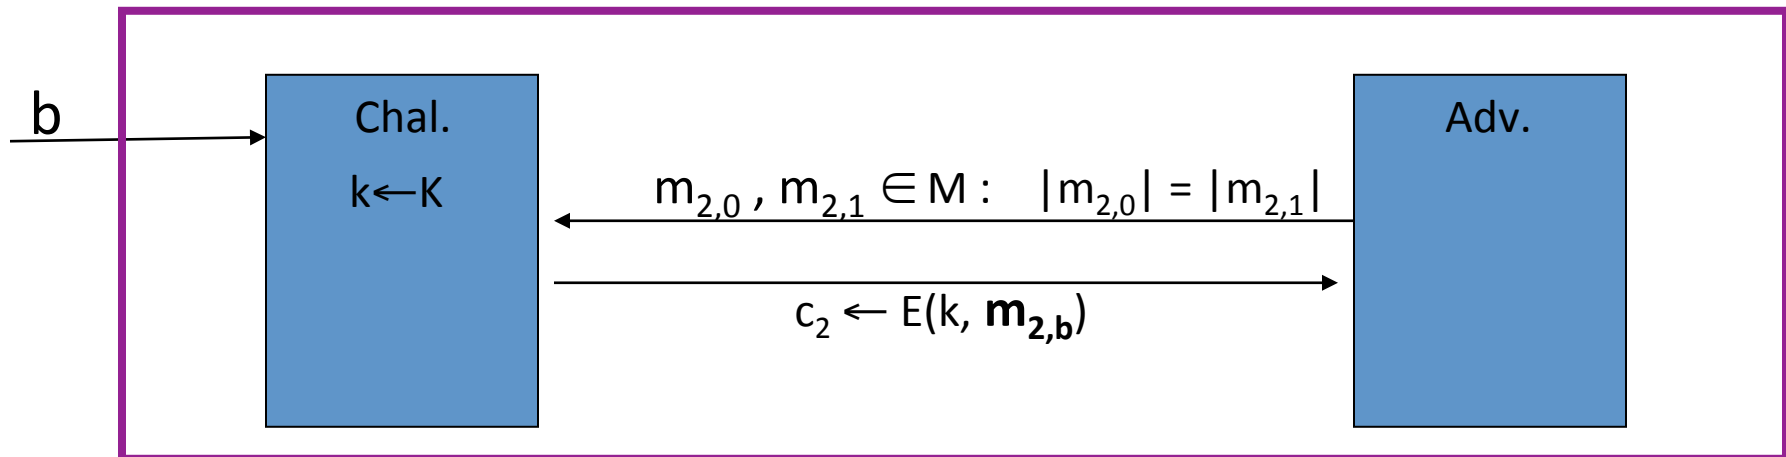 b
Chal.
k←K
Adv.
m₂,₀ , m₂,₁ ∈ M : |m₂,₀| = |m₂,₁|
c₂ ← E(k, m₂,b)